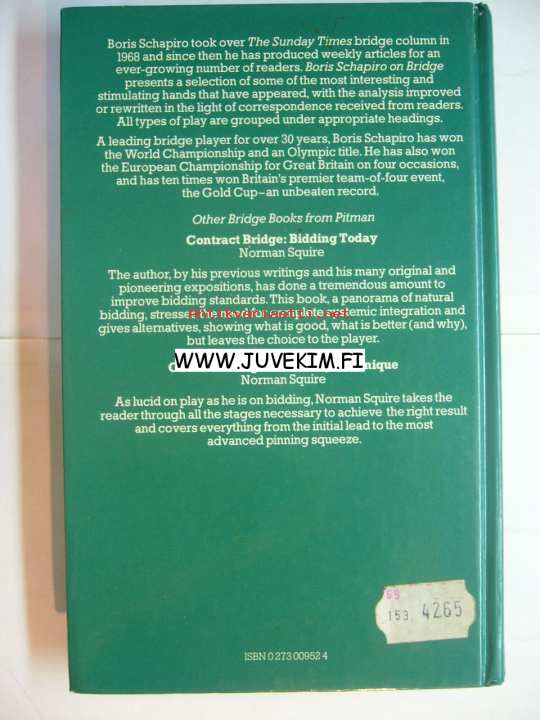 Boris Schapiro took over The Sunday Times bridge column in
1968 and since then he has produced weekly articles for an
ever-growing number of readers. Boris Schapiro on Bridge
presents a selection of some of the most interesting and
stimulating hands that have appeared, with the analysis improved
or rewritten in the light of correspondence received from readers.
All types of play are grouped under appropriate headings.
A leading bridge player for over 30 years, Boris Schapiro has won
the World Championship and an Olympic title. He has also won
the European Championship for Great Britain on four occasions,
and has ten times won Britain's premier team-of-four event,
the Gold Cup–an unbeaten record.
Other Bridge Books from Pitman
Contract Bridge: Bidding Today
Norman Squire
The author, by his previous writings and his many original and
pioneering expositions, has done a tremendous amount to
improve bidding standards. This book, a panorama of natural
bidding, stresses the systemic integration and
gives alternatives, showing what is good, what is better (and why),
but leaves the choice to the player.
WWW.JUVEKIM.FI
Norman Squire
As lucid on play as he is on bidding, Norman Squire takes the
reader through all the stages necessary to achieve the right result
and covers everything from the initial lead to the most
advanced pinning squeeze.
69
153 4265
ISBN 0 273 00952 4